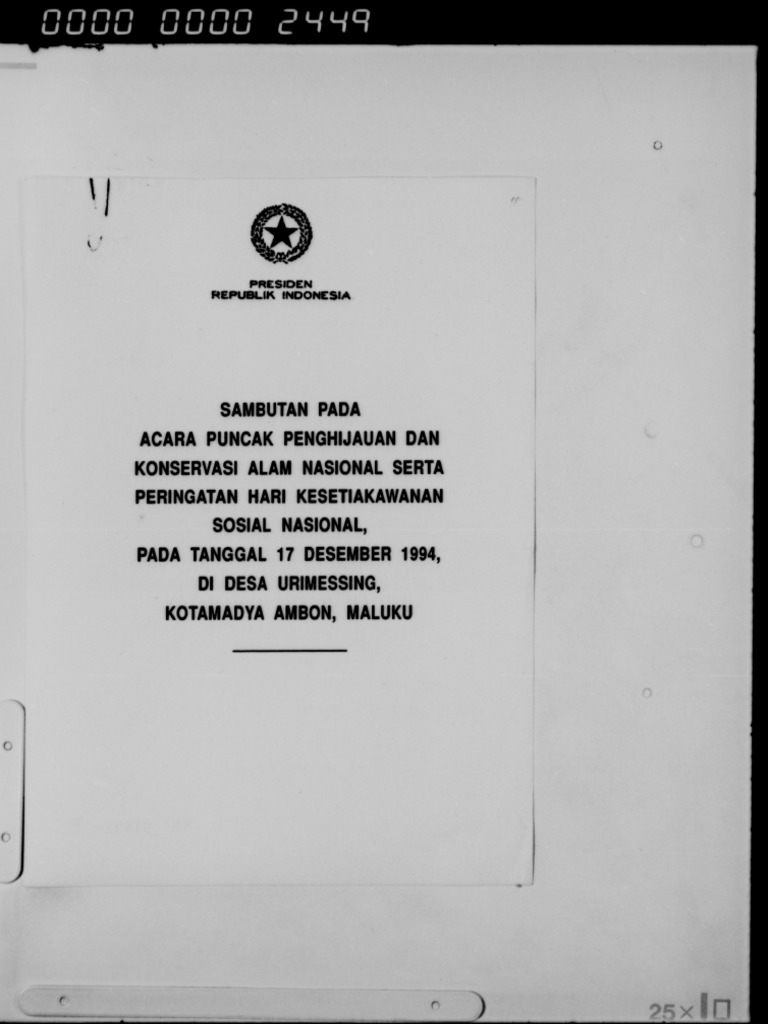 0000 0000 2449
PRESIDEN
REPUBLIK INDONESIA
SAMBUTAN PADA
ACARA PUNCAK PENGHIJAUAN DAN
KONSERVASI ALAM NASIONAL SERTA
PERINGATAN HARI KESETIAKAWANAN
SOSIAL NASIONAL,
PADA TANGGAL 17 DESEMBER 1994,
DI DESA URIMESSING,
KOTAMADYA AMBON, MALUKU
25×